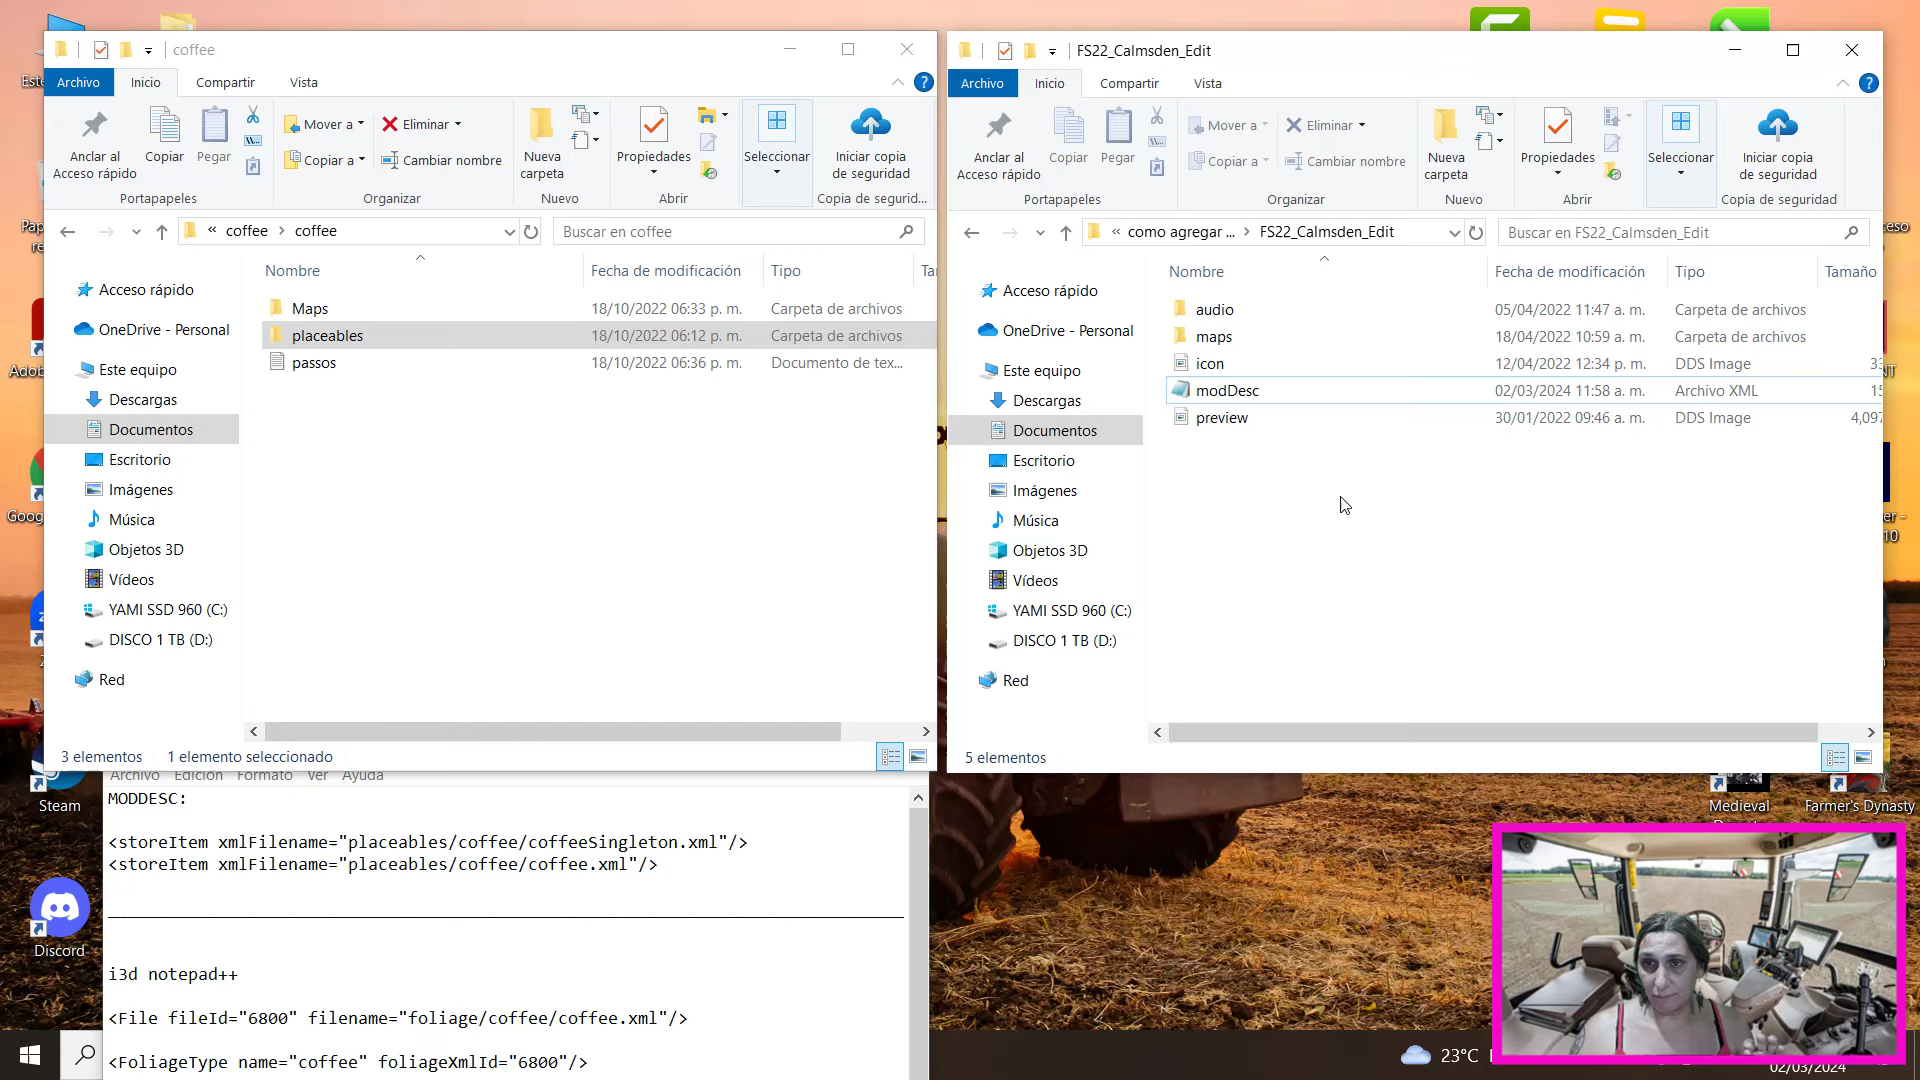 coffee
Archivo Inicio Compartir Vista
Anclar al Acceso rápido
Copiar
Pegar
Mover a
Copiar a
Eliminar
Cambiar nombre
Nueva carpeta
Propiedades
Seleccionar
Iniciar copia de seguridad
Portapapeles Organizar Nuevo Abrir Copia de segurid...
« coffee › coffee
Buscar en coffee
Nombre Fecha de modificación Tipo
Maps 18/10/2022 06:33 p. m. Carpeta de archivos
placeables 18/10/2022 06:12 p. m. Carpeta de archivos
passos 18/10/2022 06:36 p. m. Documento de tex...
Acceso rápido
OneDrive - Personal
Este equipo
Descargas
Documentos
Escritorio
Imágenes
Música
Objetos 3D
Vídeos
YAMI SSD 960 (C:)
DISCO 1 TB (D:)
Red
3 elementos 1 elemento seleccionado
FS22_Calmsden_Edit
Archivo Inicio Compartir Vista
Anclar al Acceso rápido
Copiar
Pegar
Mover a
Copiar a
Eliminar
Cambiar nombre
Nueva carpeta
Propiedades
Seleccionar
Iniciar copia de seguridad
Portapapeles Organizar Nuevo Abrir Copia de seguridad
« como agregar ... › FS22_Calmsden_Edit
Buscar en FS22_Calmsden_Edit
Nombre Fecha de modificación Tipo Tamaño
audio 05/04/2022 11:47 a. m. Carpeta de archivos
maps 18/04/2022 10:59 a. m. Carpeta de archivos
icon 12/04/2022 12:34 p. m. DDS Image
modDesc 02/03/2024 11:58 a. m. Archivo XML
preview 30/01/2022 09:46 a. m. DDS Image 4,097
Acceso rápido
OneDrive - Personal
Este equipo
Descargas
Documentos
Escritorio
Imágenes
Música
Objetos 3D
Vídeos
YAMI SSD 960 (C:)
DISCO 1 TB (D:)
Red
5 elementos
Archivo Edición Formato Ver Ayuda
MODDESC:
<storeItem xmlFilename="placeables/coffee/coffeeSingleton.xml"/>
<storeItem xmlFilename="placeables/coffee/coffee.xml"/>
i3d notepad++
<File fileId="6800" filename="foliage/coffee/coffee.xml"/>
<FoliageType name="coffee" foliageXmlId="6800"/>
Steam
Discord
Medieval
Farmer's Dynasty
23°C
02/03/2024